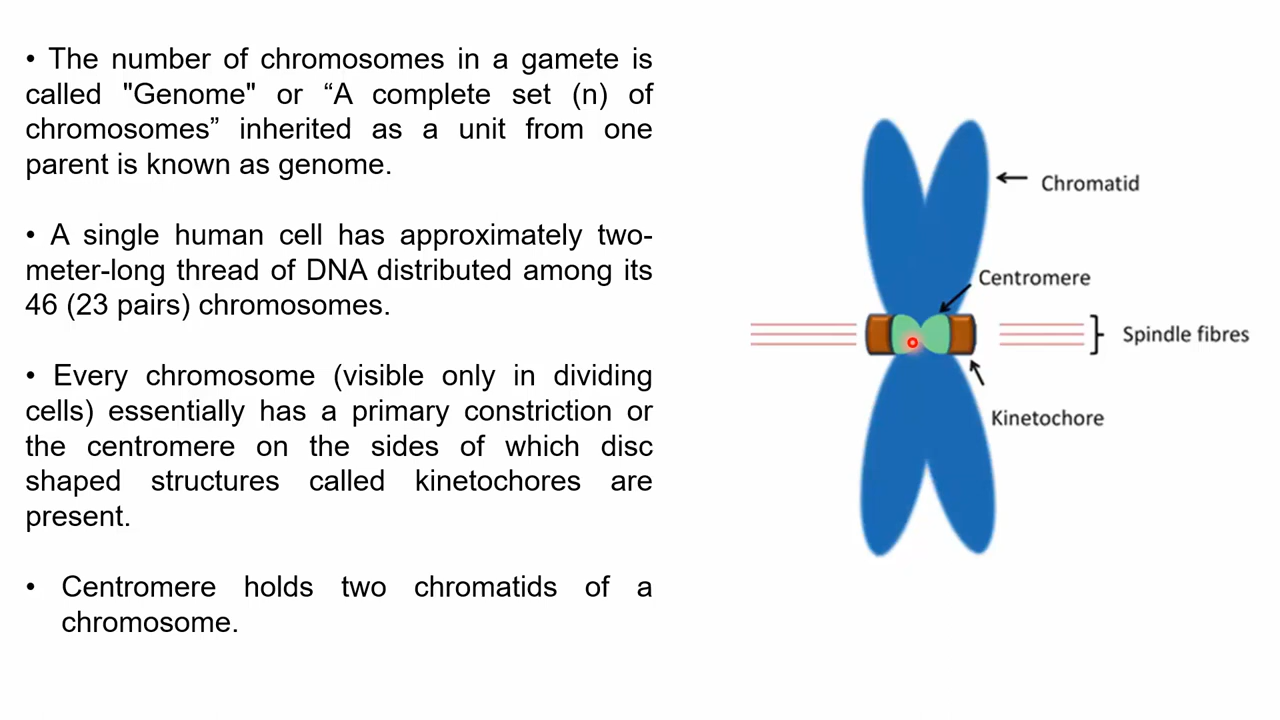 • The number of chromosomes in a gamete is
called "Genome" or “A complete set (n) of
chromosomes” inherited as a unit from one
parent is known as genome.
• A single human cell has approximately two-
meter-long thread of DNA distributed among its
46 (23 pairs) chromosomes.
• Every chromosome (visible only in dividing
cells) essentially has a primary constriction or
the centromere on the sides of which disc
shaped structures called kinetochores are
present.
• Centromere holds two chromatids of a
chromosome.
Chromatid
Centromere
Spindle fibres
Kinetochore